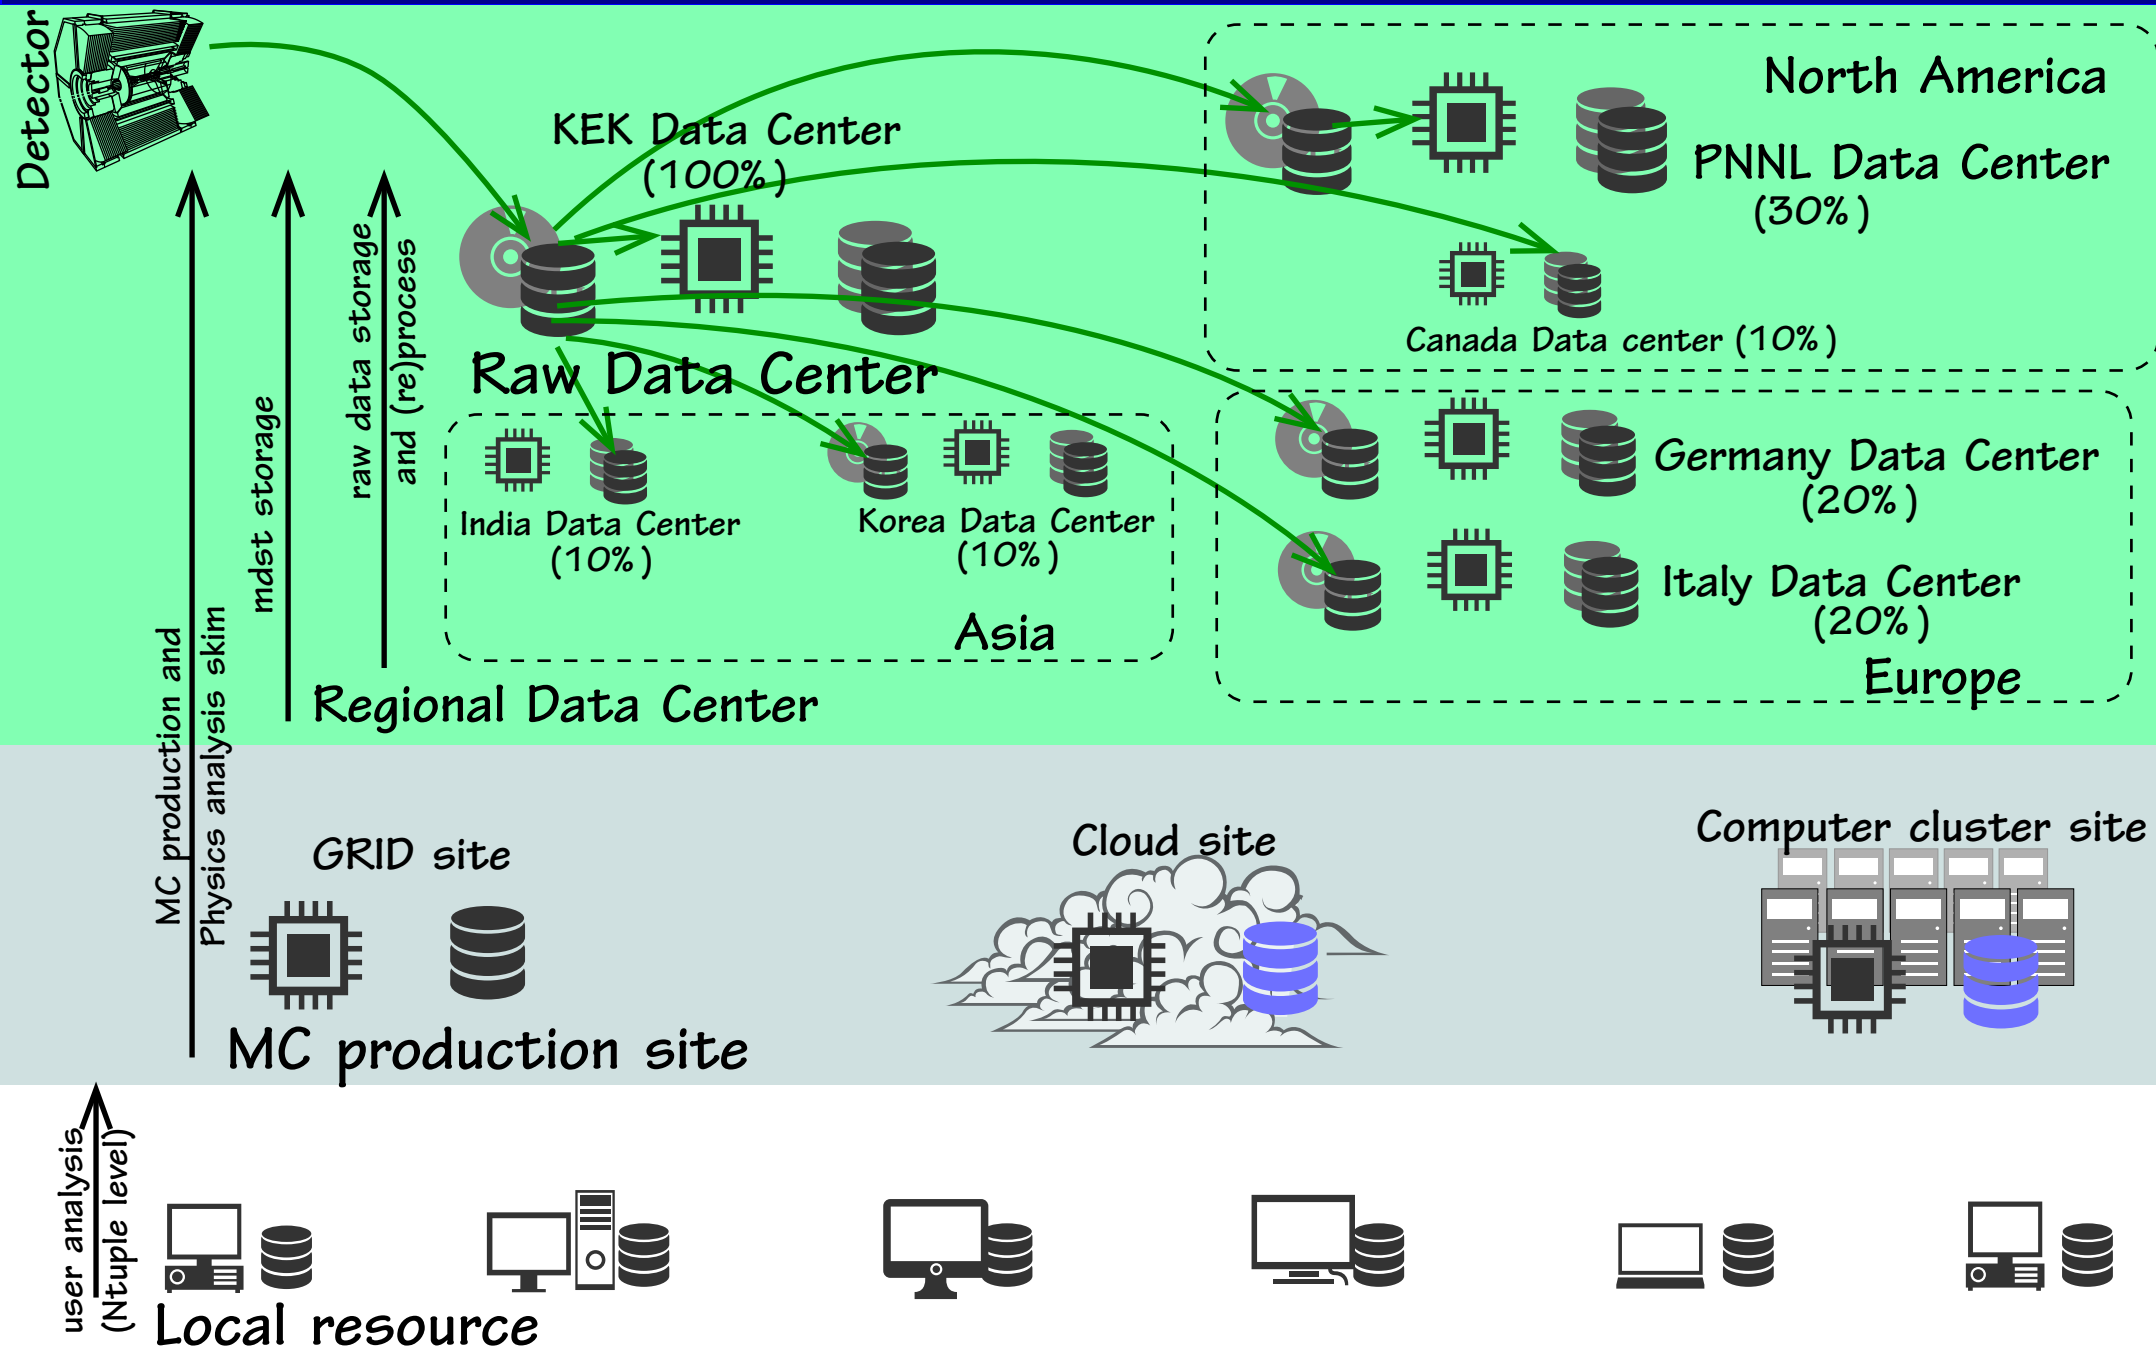 Detector
KEK Data Center
(100%)
North America
PNNL Data Center
(30%)
Canada Data center (10%)
Raw Data Center
raw data storage
and (re)process
mdst storage
MC production and
Physics analysis skim
India Data Center
(10%)
Korea Data Center
(10%)
Asia
Germany Data Center
(20%)
Italy Data Center
(20%)
Europe
Regional Data Center
GRID site
Cloud site
Computer cluster site
MC production site
user analysis
(Ntuple level)
Local resource